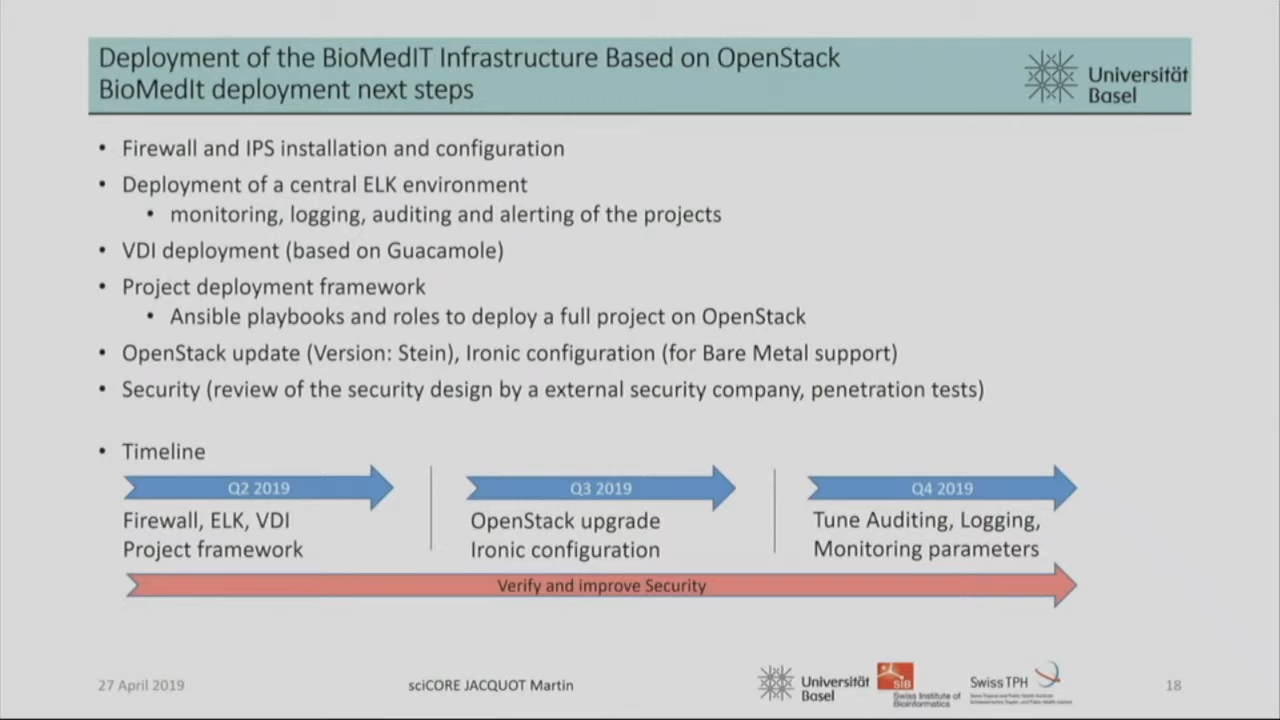 Deployment of the BioMedIT Infrastructure Based on OpenStack
BioMedIt deployment next steps
Universität
Basel
• Firewall and IPS installation and configuration
• Deployment of a central ELK environment
• monitoring, logging, auditing and alerting of the projects
• VDI deployment (based on Guacamole)
• Project deployment framework
• Ansible playbooks and roles to deploy a full project on OpenStack
• OpenStack update (Version: Stein), Ironic configuration (for Bare Metal support)
• Security (review of the security design by a external security company, penetration tests)
• Timeline
Q2 2019
Q3 2019
Q4 2019
Firewall, ELK, VDI
Project framework
OpenStack upgrade
Ironic configuration
Tune Auditing, Logging,
Monitoring parameters
Verify and improve Security
27 April 2019
sciCORE JACQUOT Martin
Universität
Basel
SIB
Swiss Institute of
Bioinformatics
Swiss TPH
18